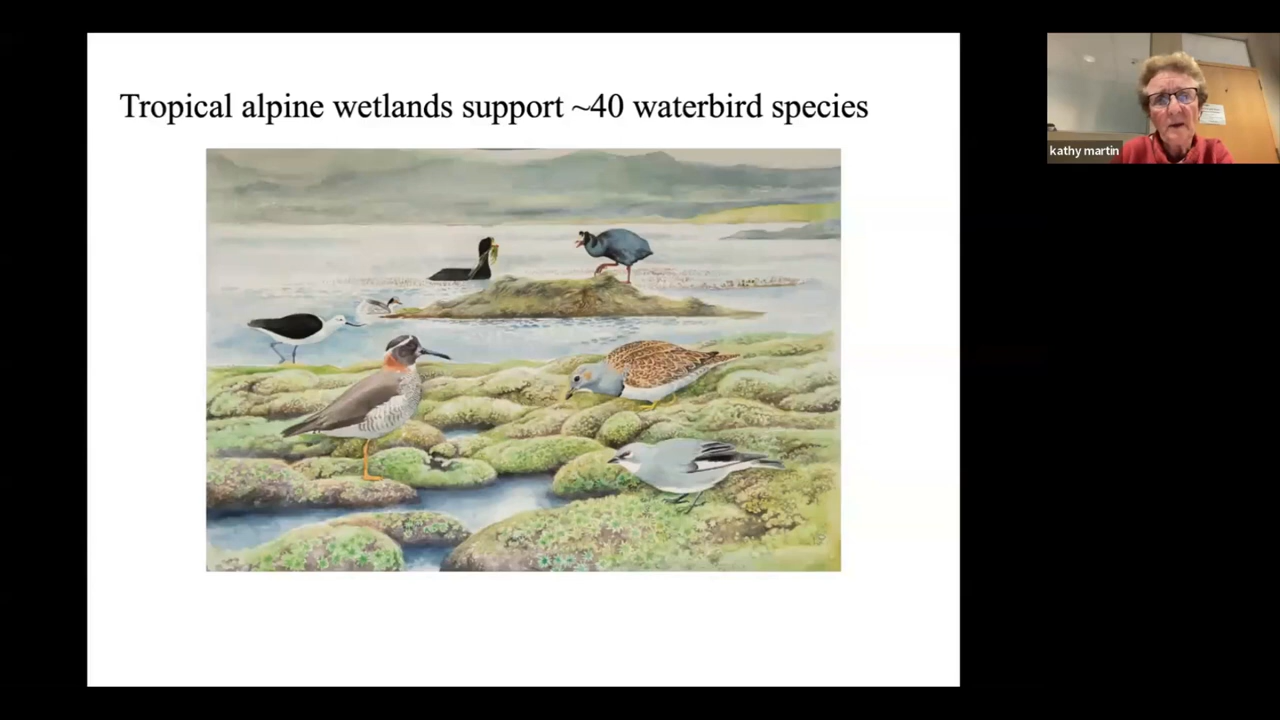 Tropical alpine wetlands support ~40 waterbird species
kathy martin